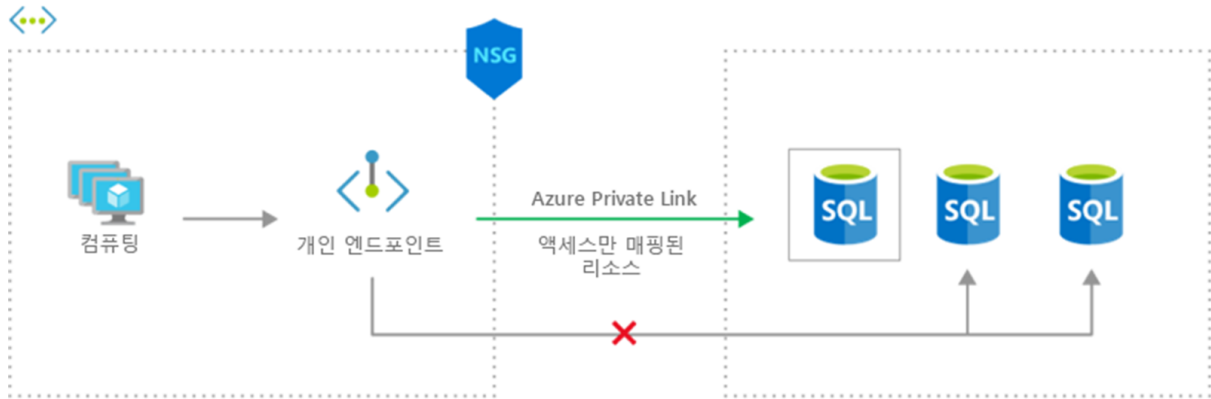 NSG
컴퓨팅
개인 엔드포인트
Azure Private Link
액세스만 매핑된
리소스
SQL
SQL
SQL